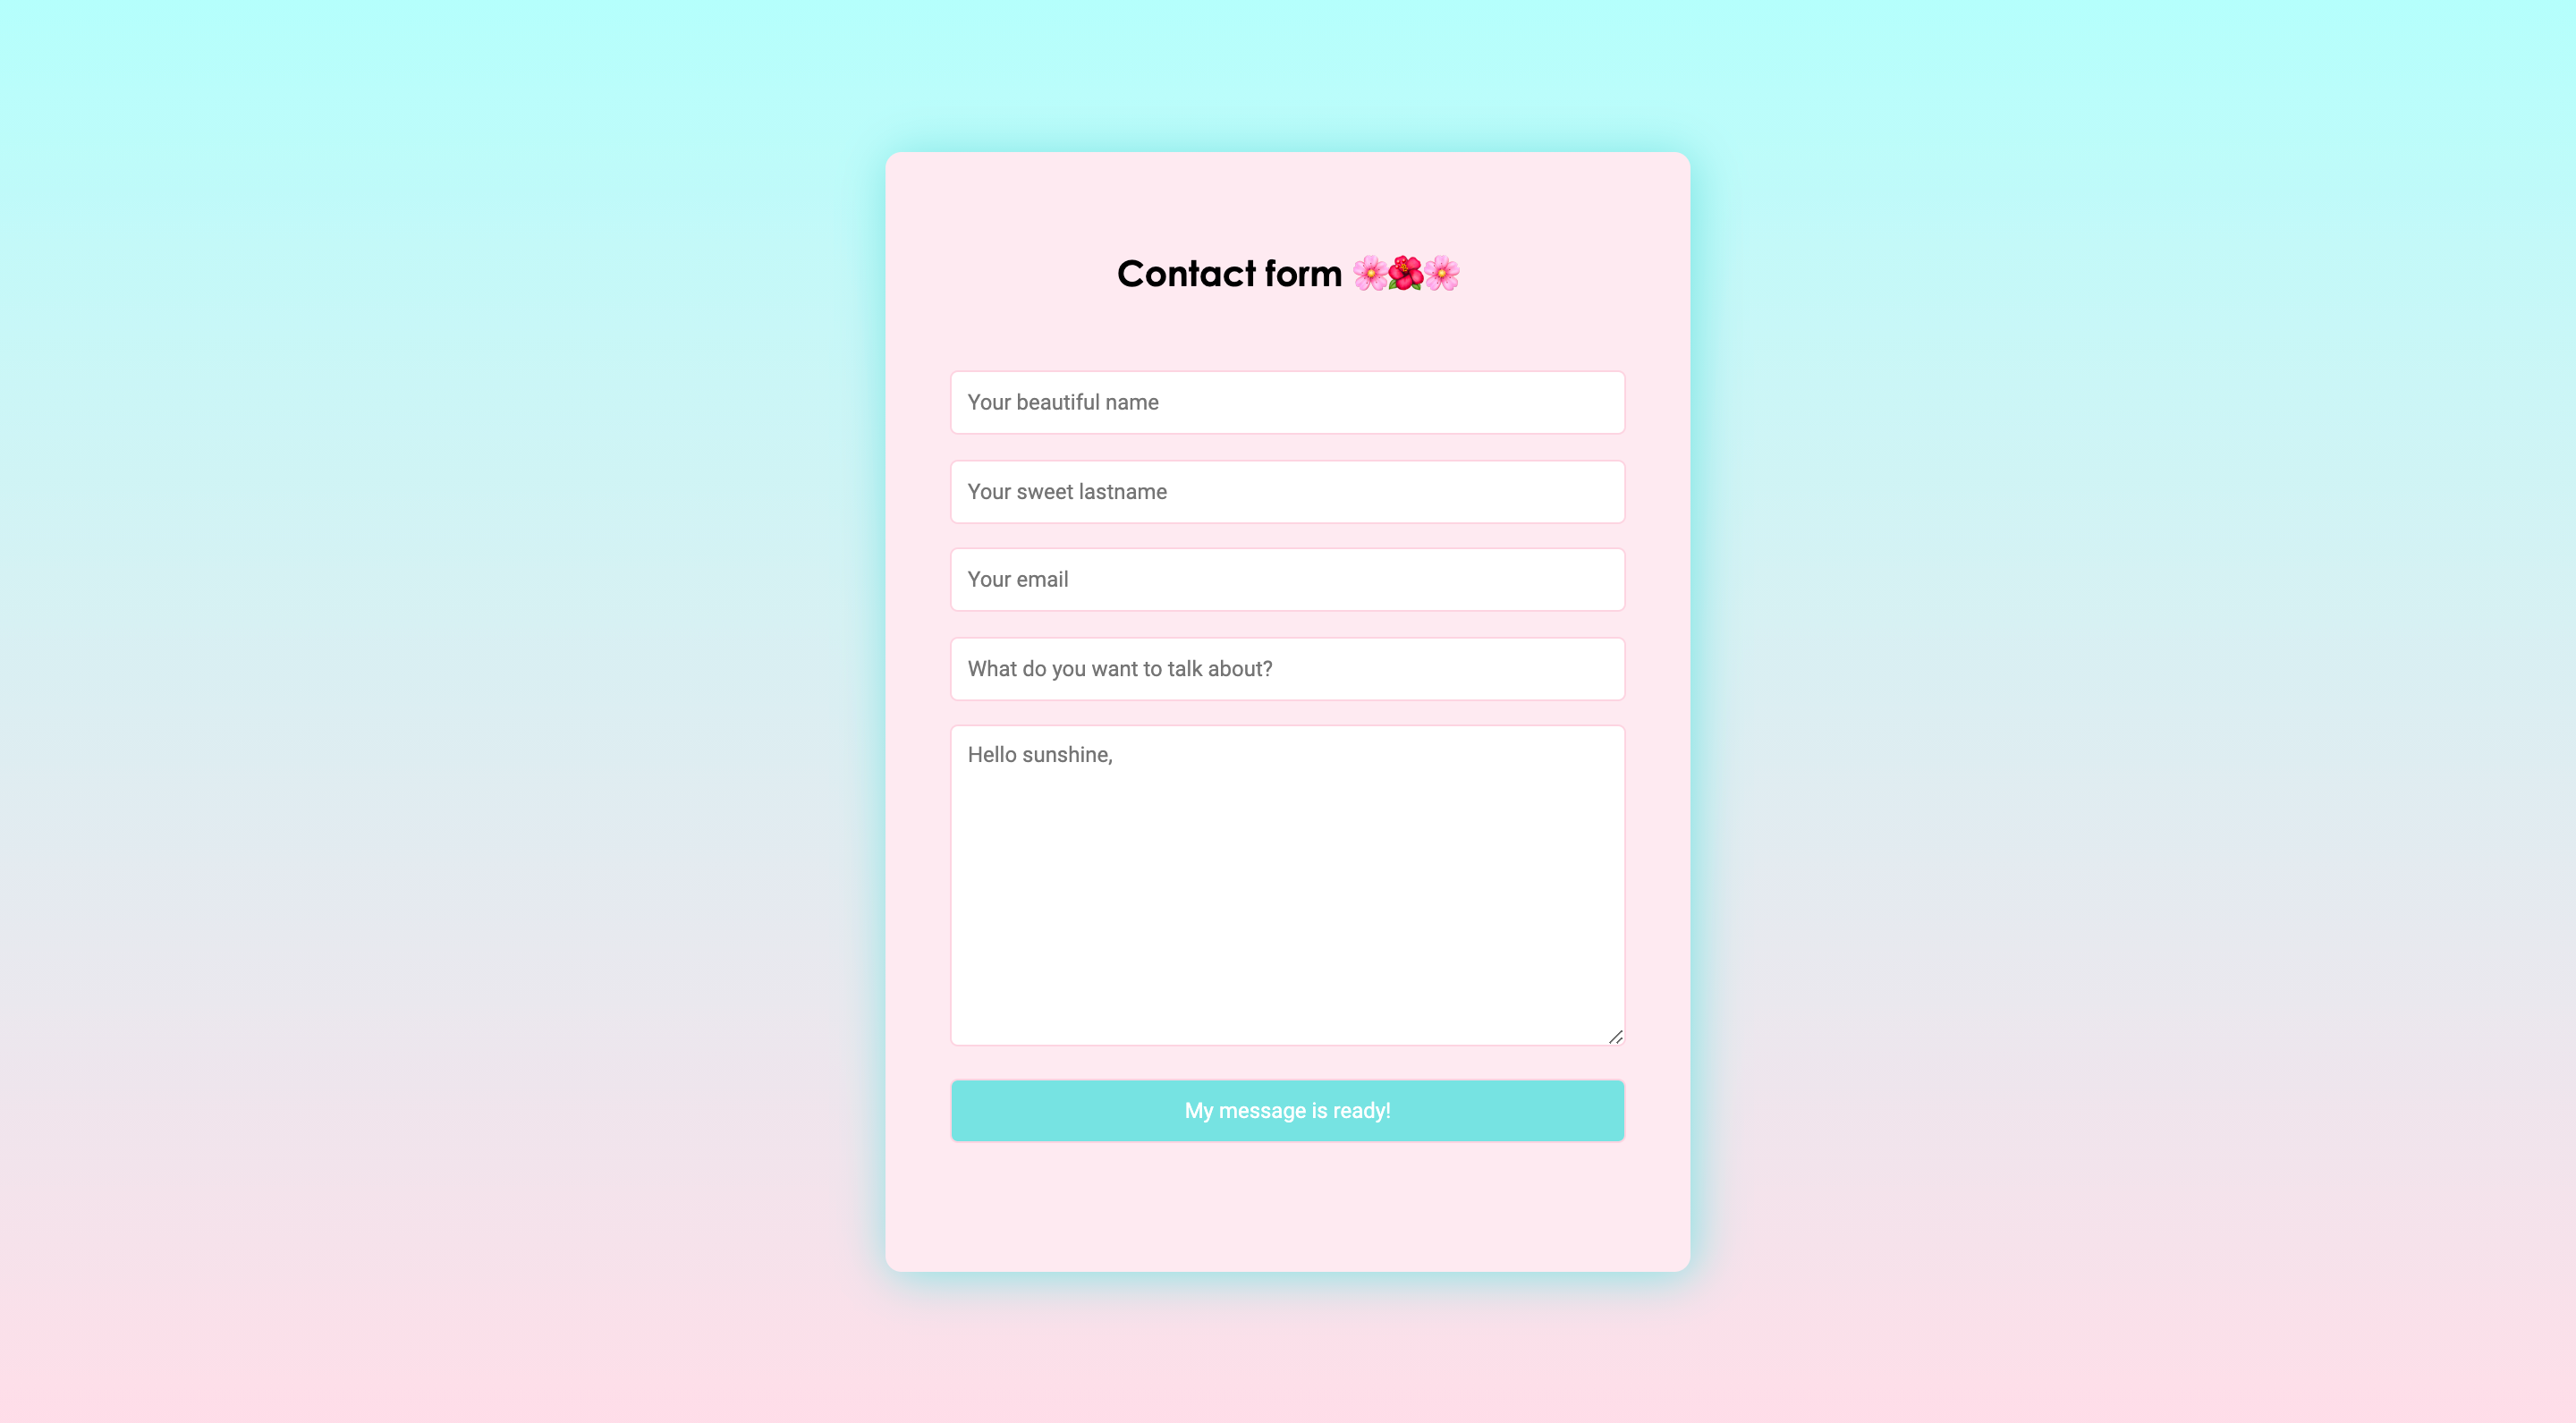 Contact form 🌸🌺🌸
Your beautiful name
Your sweet lastname
Your email
What do you want to talk about?
Hello sunshine,
My message is ready!